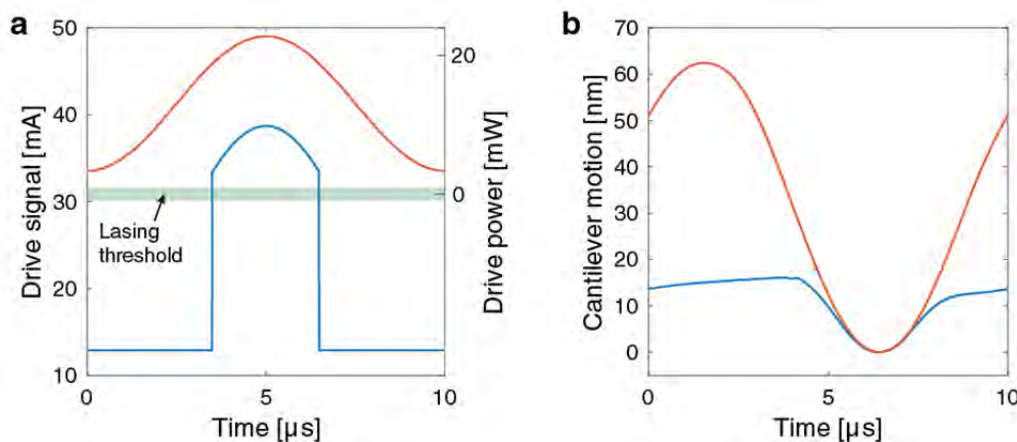 a
50
40
30
20
10
Drive signal [mA]
Lasing
threshold
0
5
10
Time [µs]
20
0
Drive power [mW]
b
70
60
50
40
30
20
10
0
Cantilever motion [nm]
0
5
10
Time [µs]